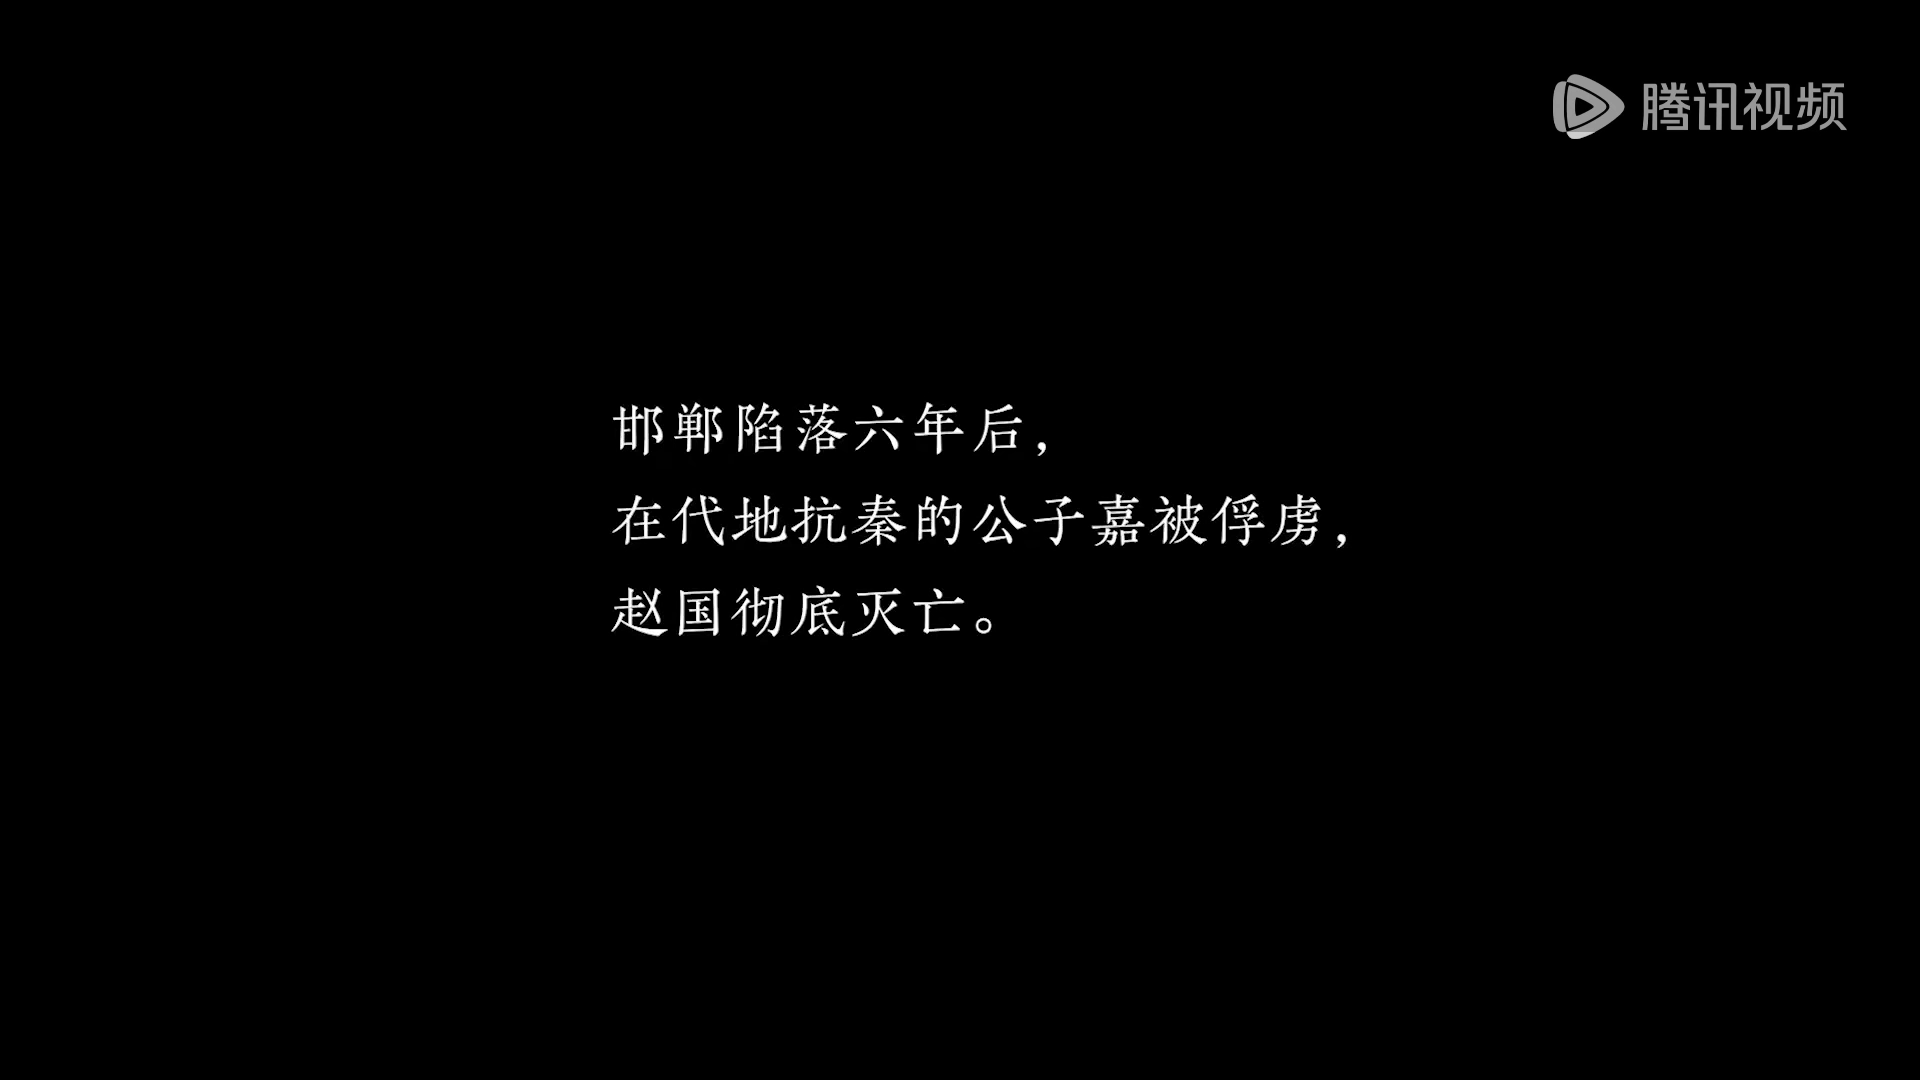 腾讯视频
邯郸陷落六年后，
在代地抗秦的公子嘉被俘虏，
赵国彻底灭亡。